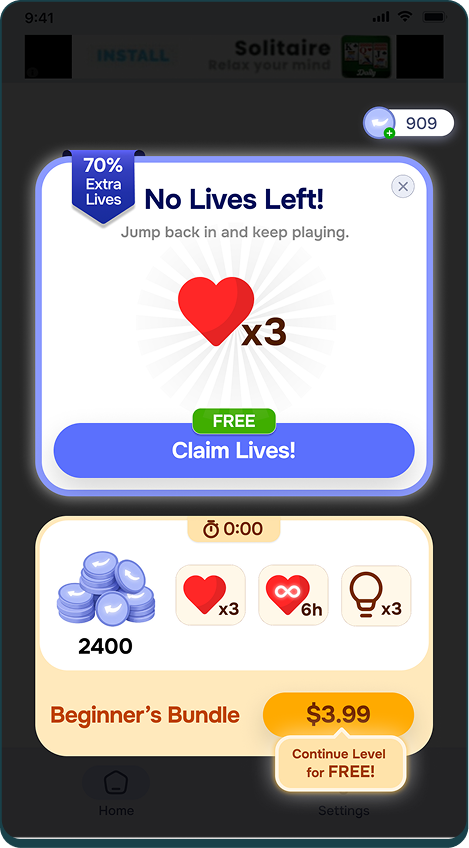 9:41
INSTALL
Solitaire
Relax your mind
Daily
909
70%
Extra
Lives
No Lives Left!
Jump back in and keep playing.
x3
FREE
Claim Lives!
0:00
2400
x3
6h
x3
Beginner's Bundle
$3.99
Continue Level
for FREE!
Home
Settings